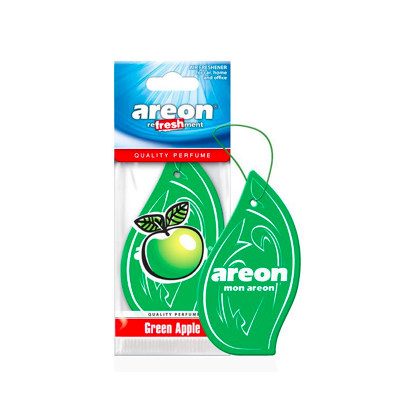 AIR FRESHENER
for car, home
and office
areon®
refreshment
QUALITY PERFUME
areon
mon areon
QUALITY PERFUME
Green Apple